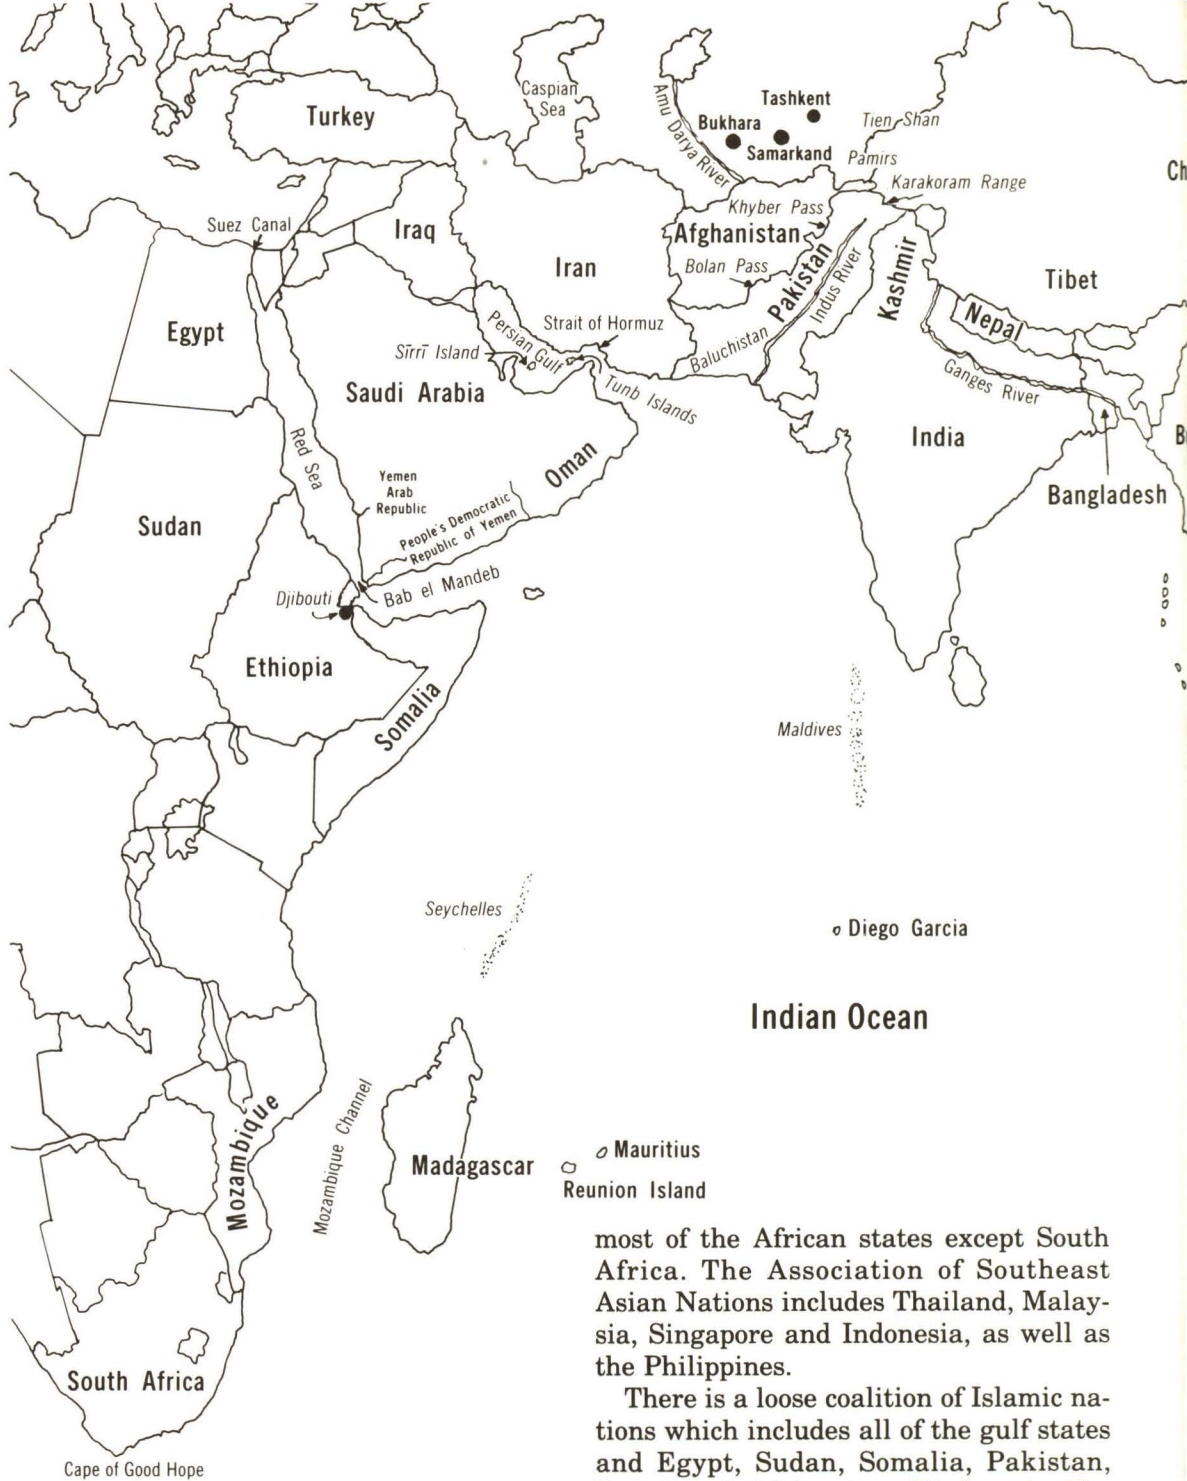 Caspian
Sea
Turkey
Amu Darya River
Tashkent
Bukhara
Samarkand
Tien Shan
Pamirs
Karakoram Range
Ch
Suez Canal
Iraq
Iran
Khyber Pass
Afghanistan
Bolan Pass
Pakistan
Indus River
Kashmir
Tibet
Nepal
Egypt
Persian Gulf
Strait of Hormuz
Sīrrī Island
Baluchistan
Ganges River
Saudi Arabia
Tunb Islands
India
B
Red Sea
Oman
Yemen
Arab
Republic
People's Democratic
Republic of Yemen
Bangladesh
Sudan
Djibouti
Bab el Mandeb
Ethiopia
Somalia
Maldives
Seychelles
Diego Garcia
Indian Ocean
Mozambique
Mozambique Channel
Madagascar
Mauritius
Reunion Island
South Africa
Cape of Good Hope
most of the African states except South
Africa. The Association of Southeast
Asian Nations includes Thailand, Malay-
sia, Singapore and Indonesia, as well as
the Philippines.
There is a loose coalition of Islamic na-
tions which includes all of the gulf states
and Egypt, Sudan, Somalia, Pakistan,